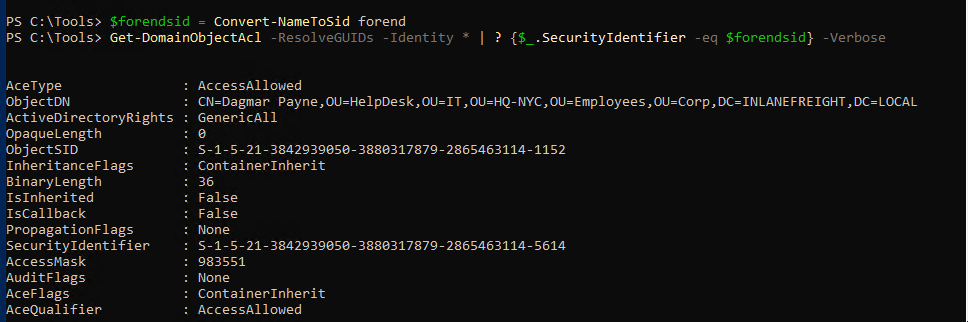 PS C:\Tools> $forendsid = Convert-NameToSid forend
PS C:\Tools> Get-DomainObjectAcl -ResolveGUIDs -Identity * | ? {$_.SecurityIdentifier -eq $forendsid} -Verbose
AceType : AccessAllowed
ObjectDN : CN=Dagmar Payne,OU=HelpDesk,OU=IT,OU=HQ-NYC,OU=Employees,OU=Corp,DC=INLANEFREIGHT,DC=LOCAL
ActiveDirectoryRights : GenericAll
OpaqueLength : 0
ObjectSID : S-1-5-21-3842939050-3880317879-2865463114-1152
InheritanceFlags : ContainerInherit
BinaryLength : 36
IsInherited : False
IsCallback : False
PropagationFlags : None
SecurityIdentifier : S-1-5-21-3842939050-3880317879-2865463114-5614
AccessMask : 983551
AuditFlags : None
AceFlags : ContainerInherit
AceQualifier : AccessAllowed